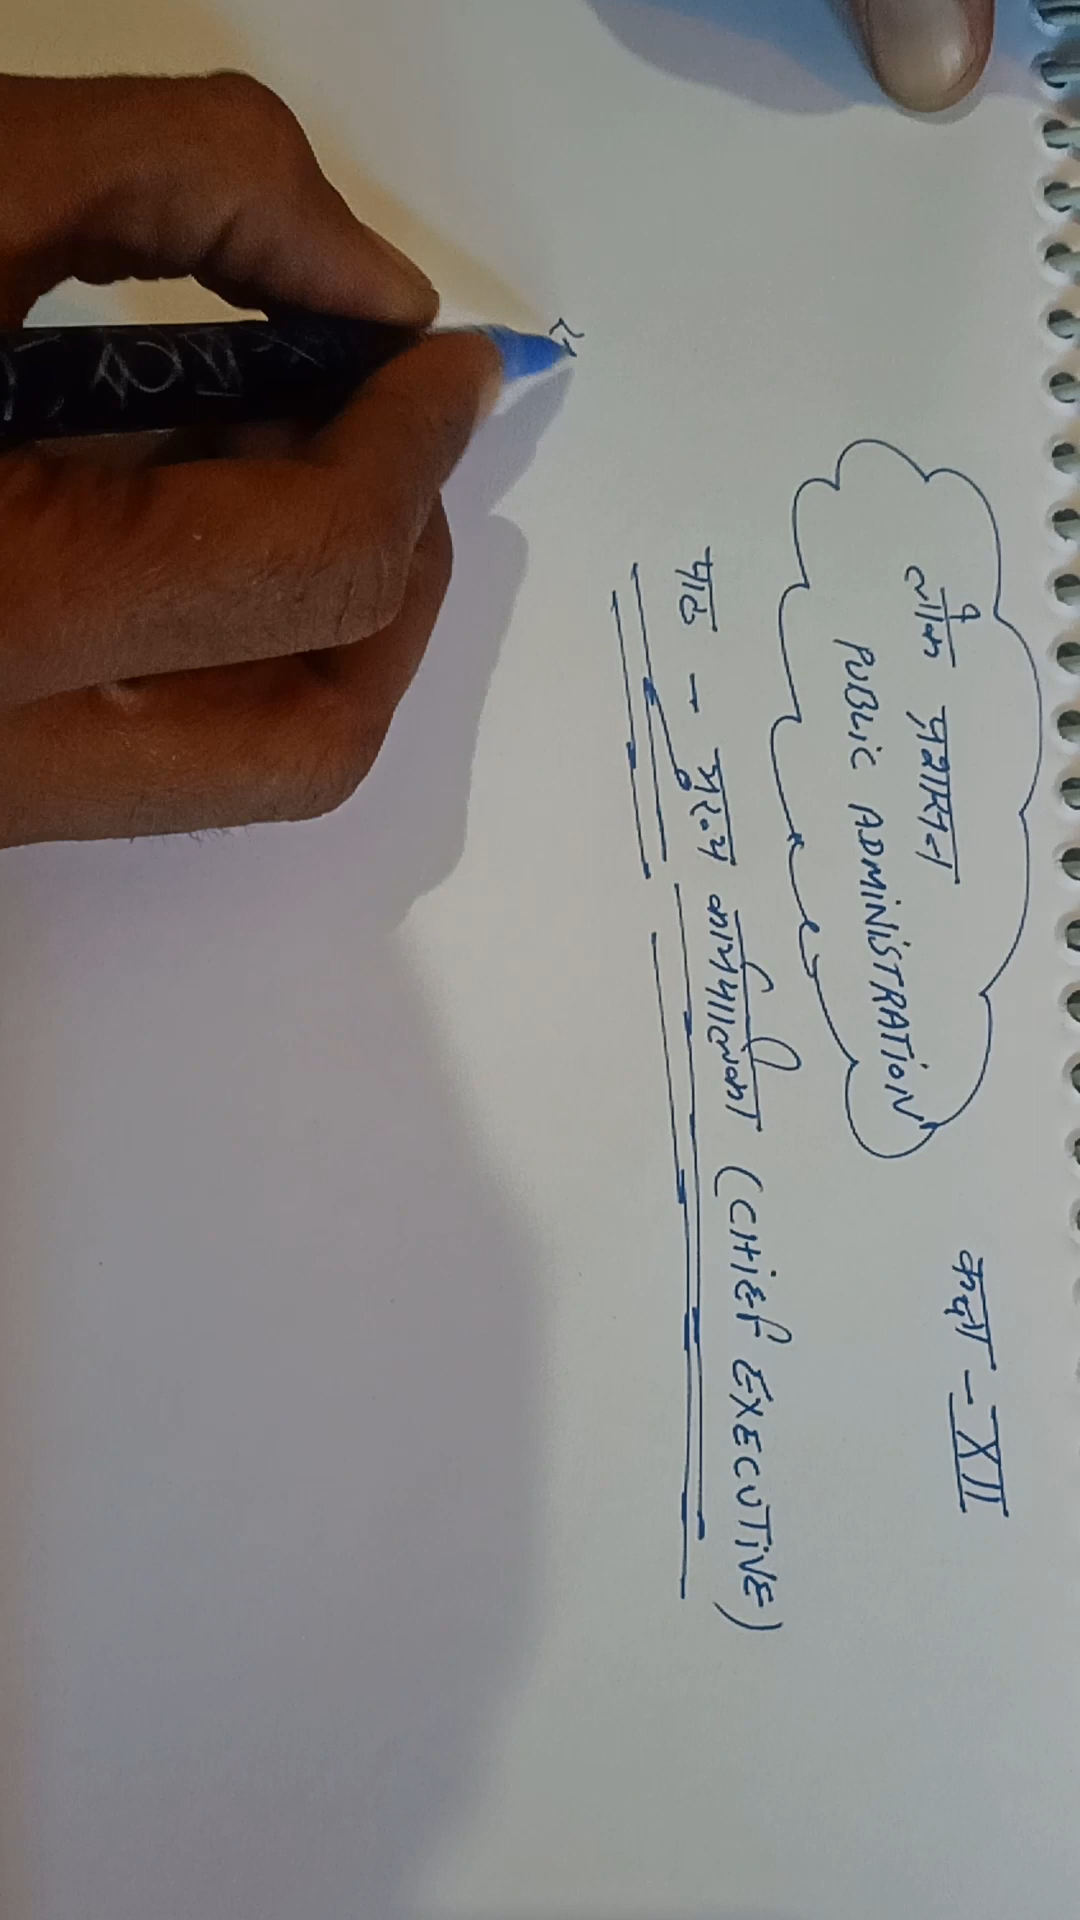 कक्षा - XII
लोक प्रशासन
PUBLIC ADMINISTRATION
पाठ - मुख्य कार्यपालिका (CHIEF EXECUTIVE)